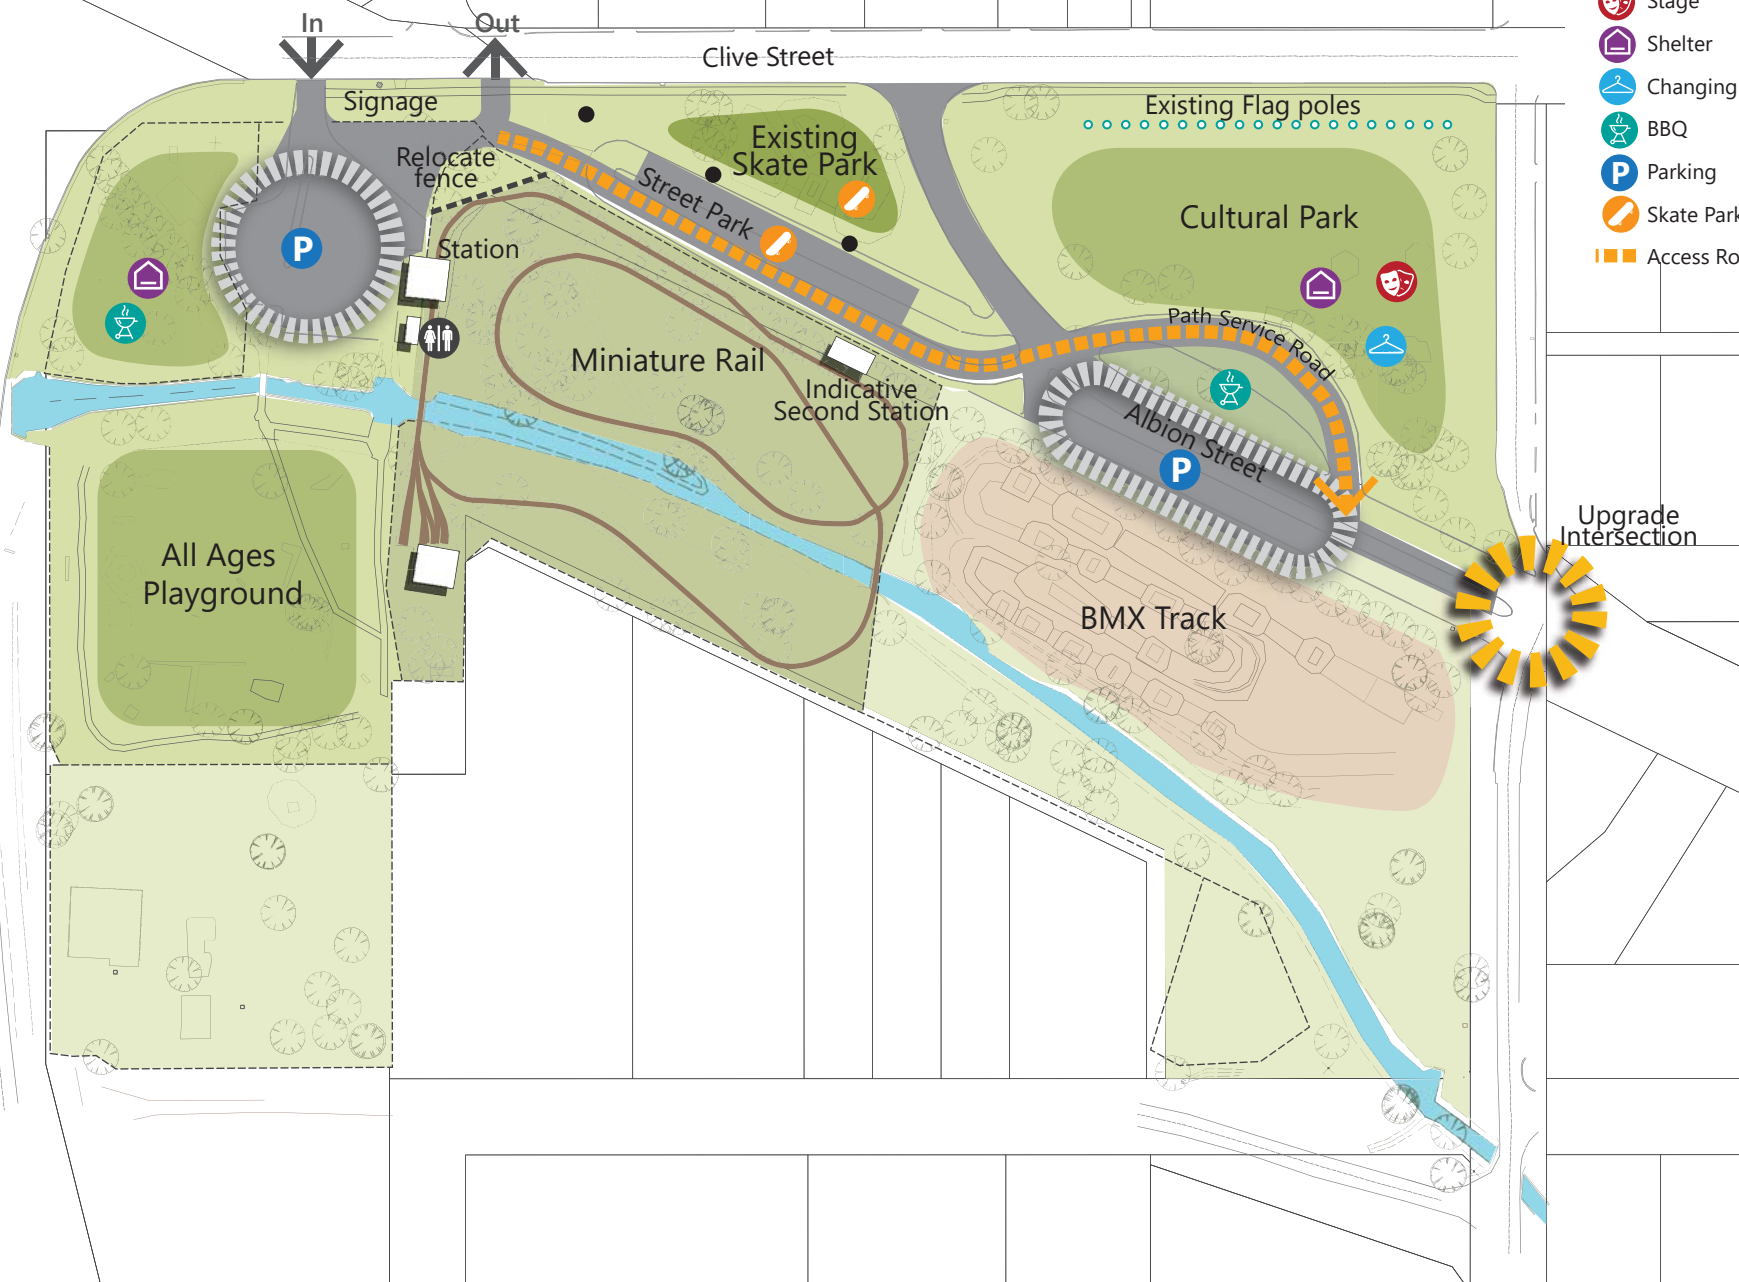 In
Out
Clive Street
Signage
Existing Flag poles
Existing
Skate Park
Relocate
fence
Street Park
Station
Cultural Park
Path Service Road
Miniature Rail
Indicative
Second Station
Albion Street
P
P
All Ages
Playground
BMX Track
Upgrade
Intersection
Stage
Shelter
Changing
BBQ
P
Parking
Skate Park
Access Ro